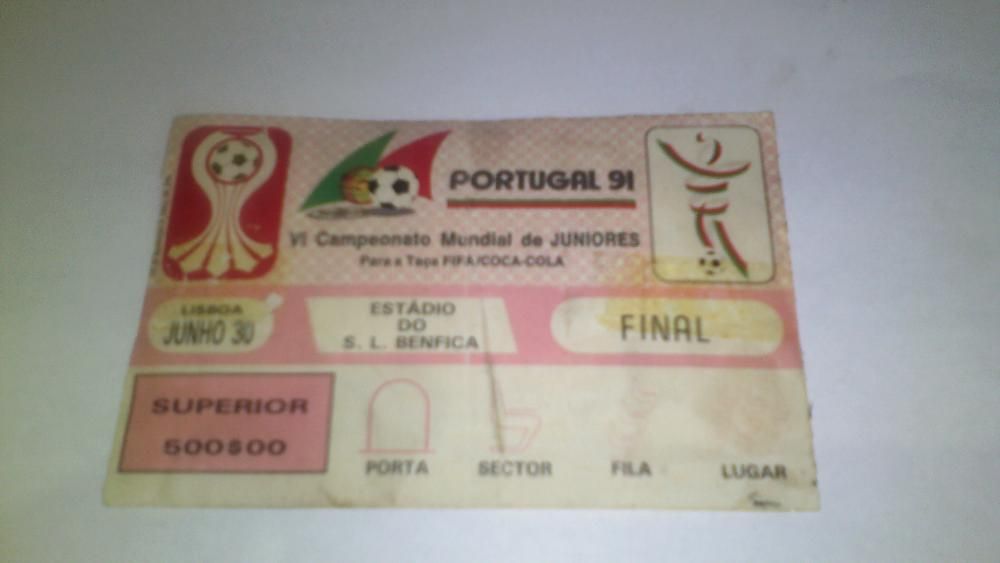 PORTUGAL 91
VI Campeonato Mundial de JUNIORES
Para a Taça FIFA/COCA-COLA
LISBOA
JUNHO 30
ESTÁDIO
DO
S. L. BENFICA
FINAL
SUPERIOR
500$00
PORTA SECTOR FILA LUGAR